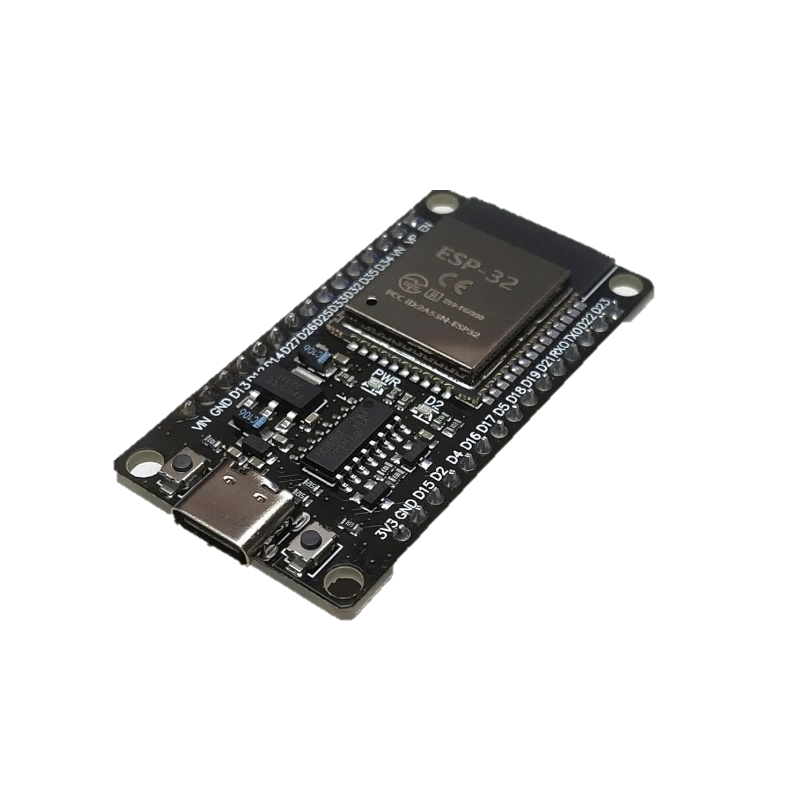 ESP-32
CE
FCC ID:2A53N-ESP32
EN
VP
VN
D34
D35
D32
D33
D25
D26
D27
D14
D12
D13
GND
VIN
PWR
D2
D23
D22
TX0
RX0
D21
D19
D18
D5
D17
D16
D4
D2
D15
GND
3V3